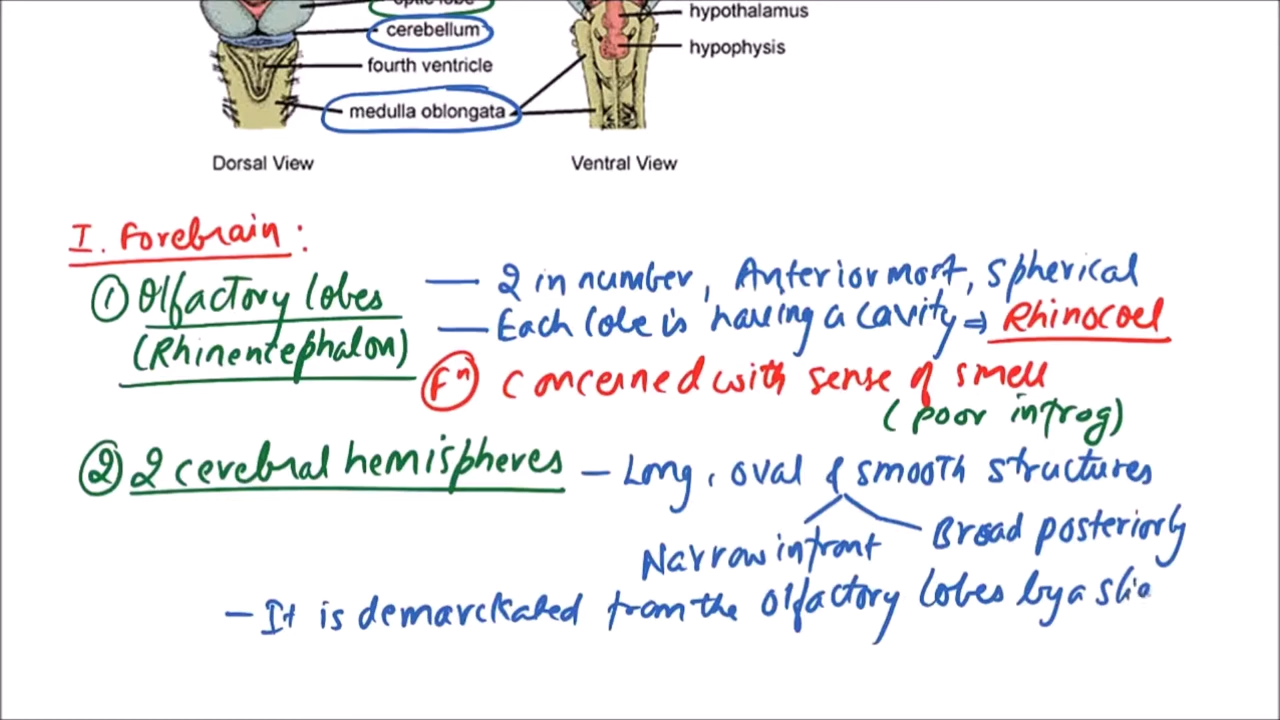 optic lobe
hypothalamus
cerebellum
hypophysis
fourth ventricle
medulla oblongata
Dorsal View
Ventral View
I. Forebrain:
① Olfactory lobes
(Rhinencephalon)
— 2 in number, Anteriormost, Spherical
— Each lobe is having a cavity ⇒ Rhinocoel
Fⁿ Concerned with sense of smell
(poor in frog)
② 2 cerebral hemispheres — Long, oval & smooth structures
Narrow in front
Broad posteriorly
— It is demarckated from the olfactory lobes by a